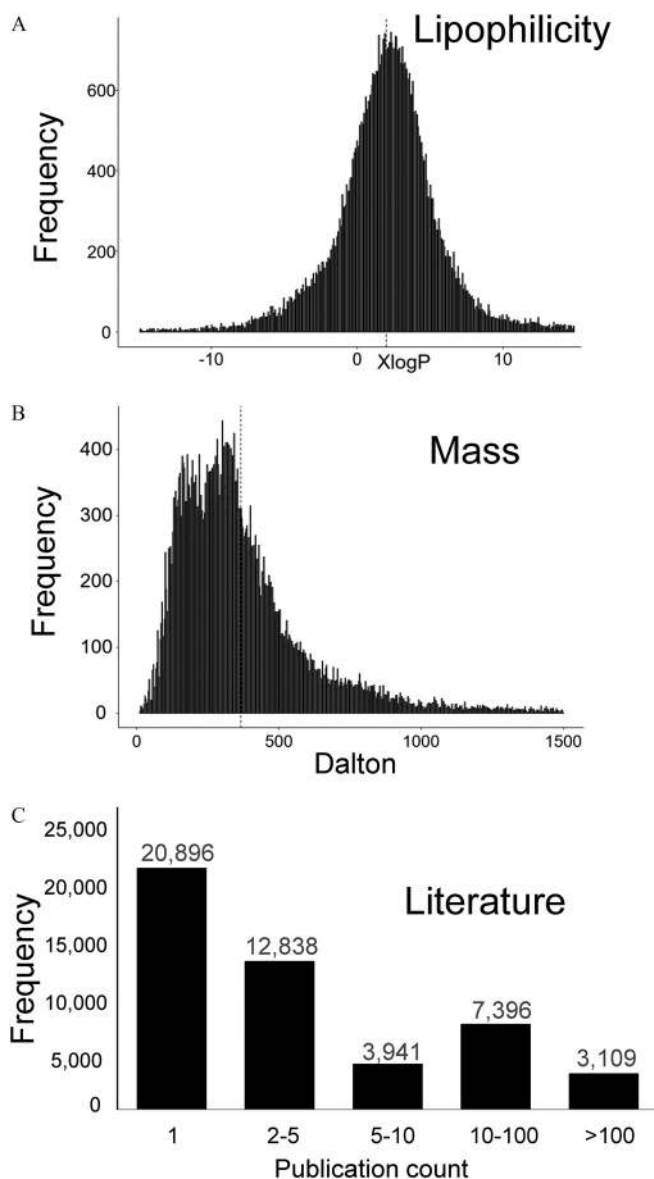 A
Lipophilicity
Frequency
600
400
200
0
-10
0
10
XlogP
B
Mass
Frequency
400
300
200
100
0
0
500
1000
1500
Dalton
C
Literature
Frequency
25,000
20,000
15,000
10,000
5,000
0
20,896
12,838
3,941
7,396
3,109
1
2-5
5-10
10-100
>100
Publication count